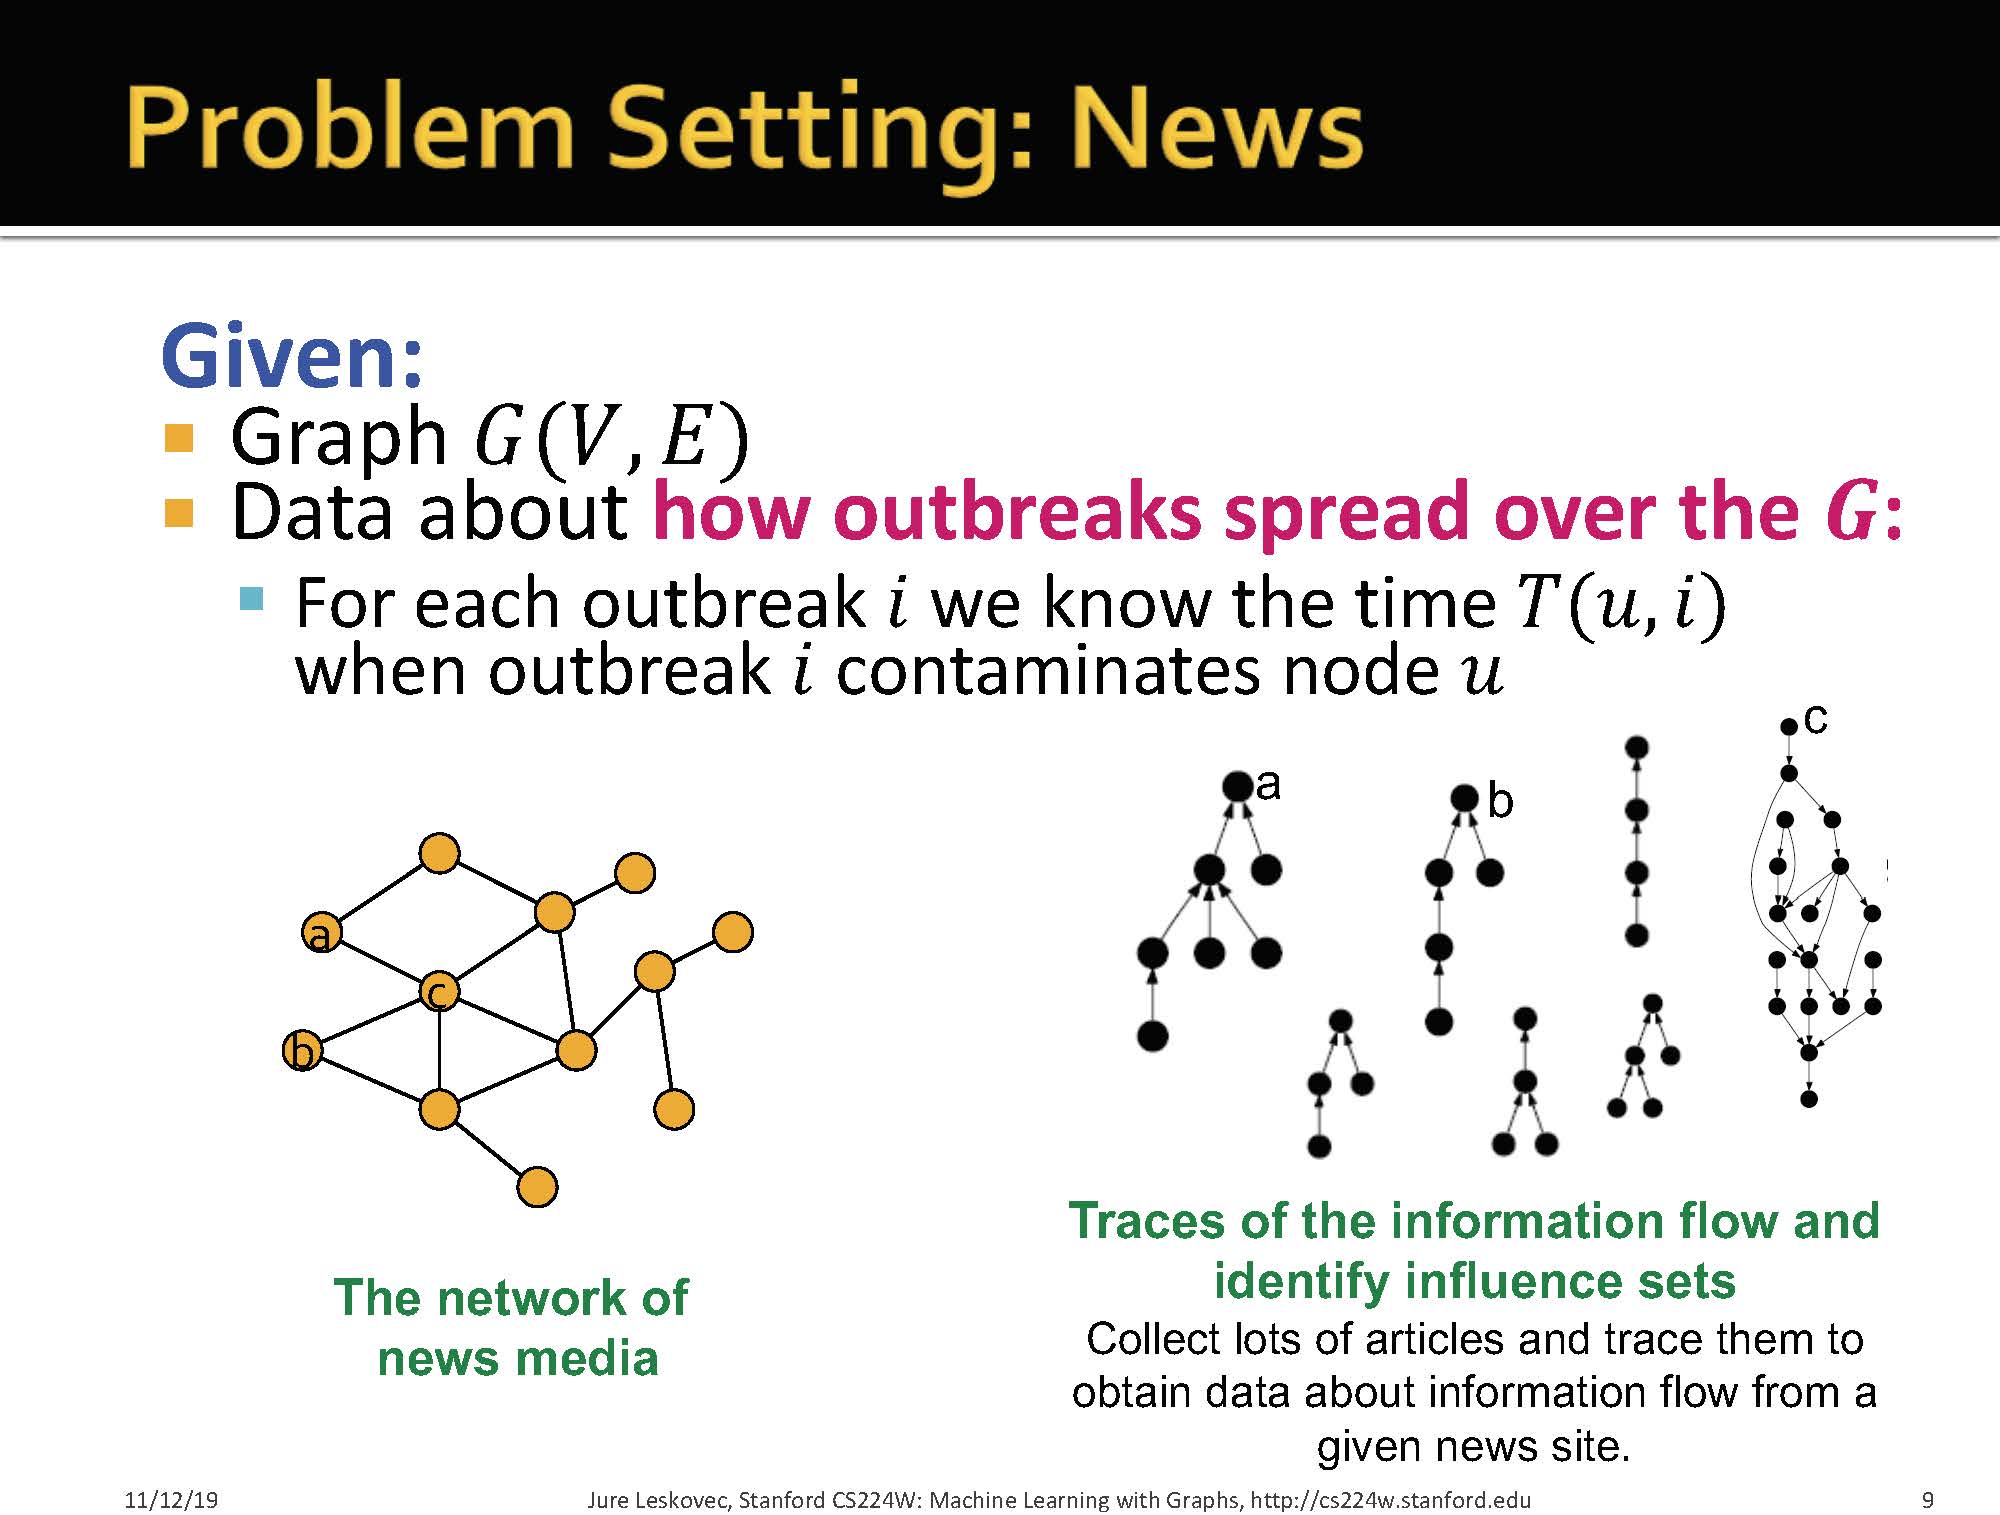 Problem Setting: News
Given:
Graph G(V, E)
Data about how outbreaks spread over the G:
For each outbreak i we know the time T(u, i)
when outbreak i contaminates node u
a
c
b
The network of
news media
a
b
c
Traces of the information flow and
identify influence sets
Collect lots of articles and trace them to
obtain data about information flow from a
given news site.
11/12/19
Jure Leskovec, Stanford CS224W: Machine Learning with Graphs, http://cs224w.stanford.edu
9